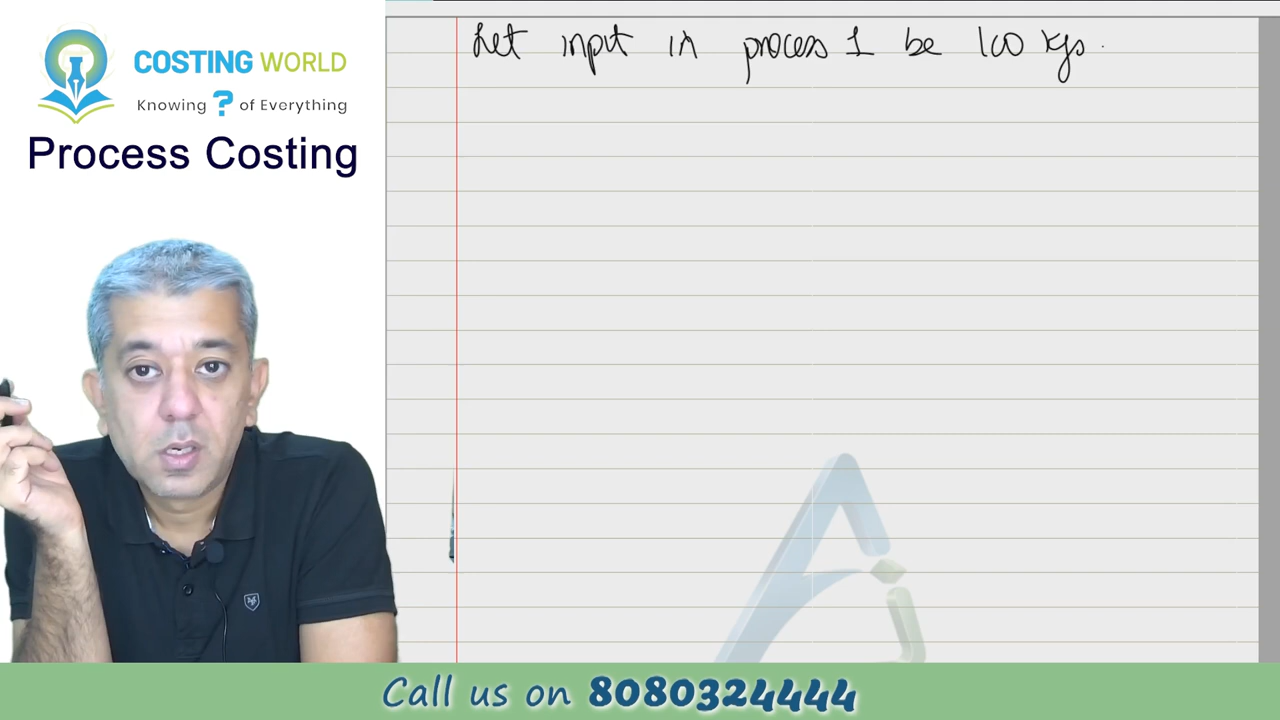 COSTING WORLD
Knowing ? of Everything
Process Costing
Let input in process 1 be 100 kgs.
Call us on 8080324444